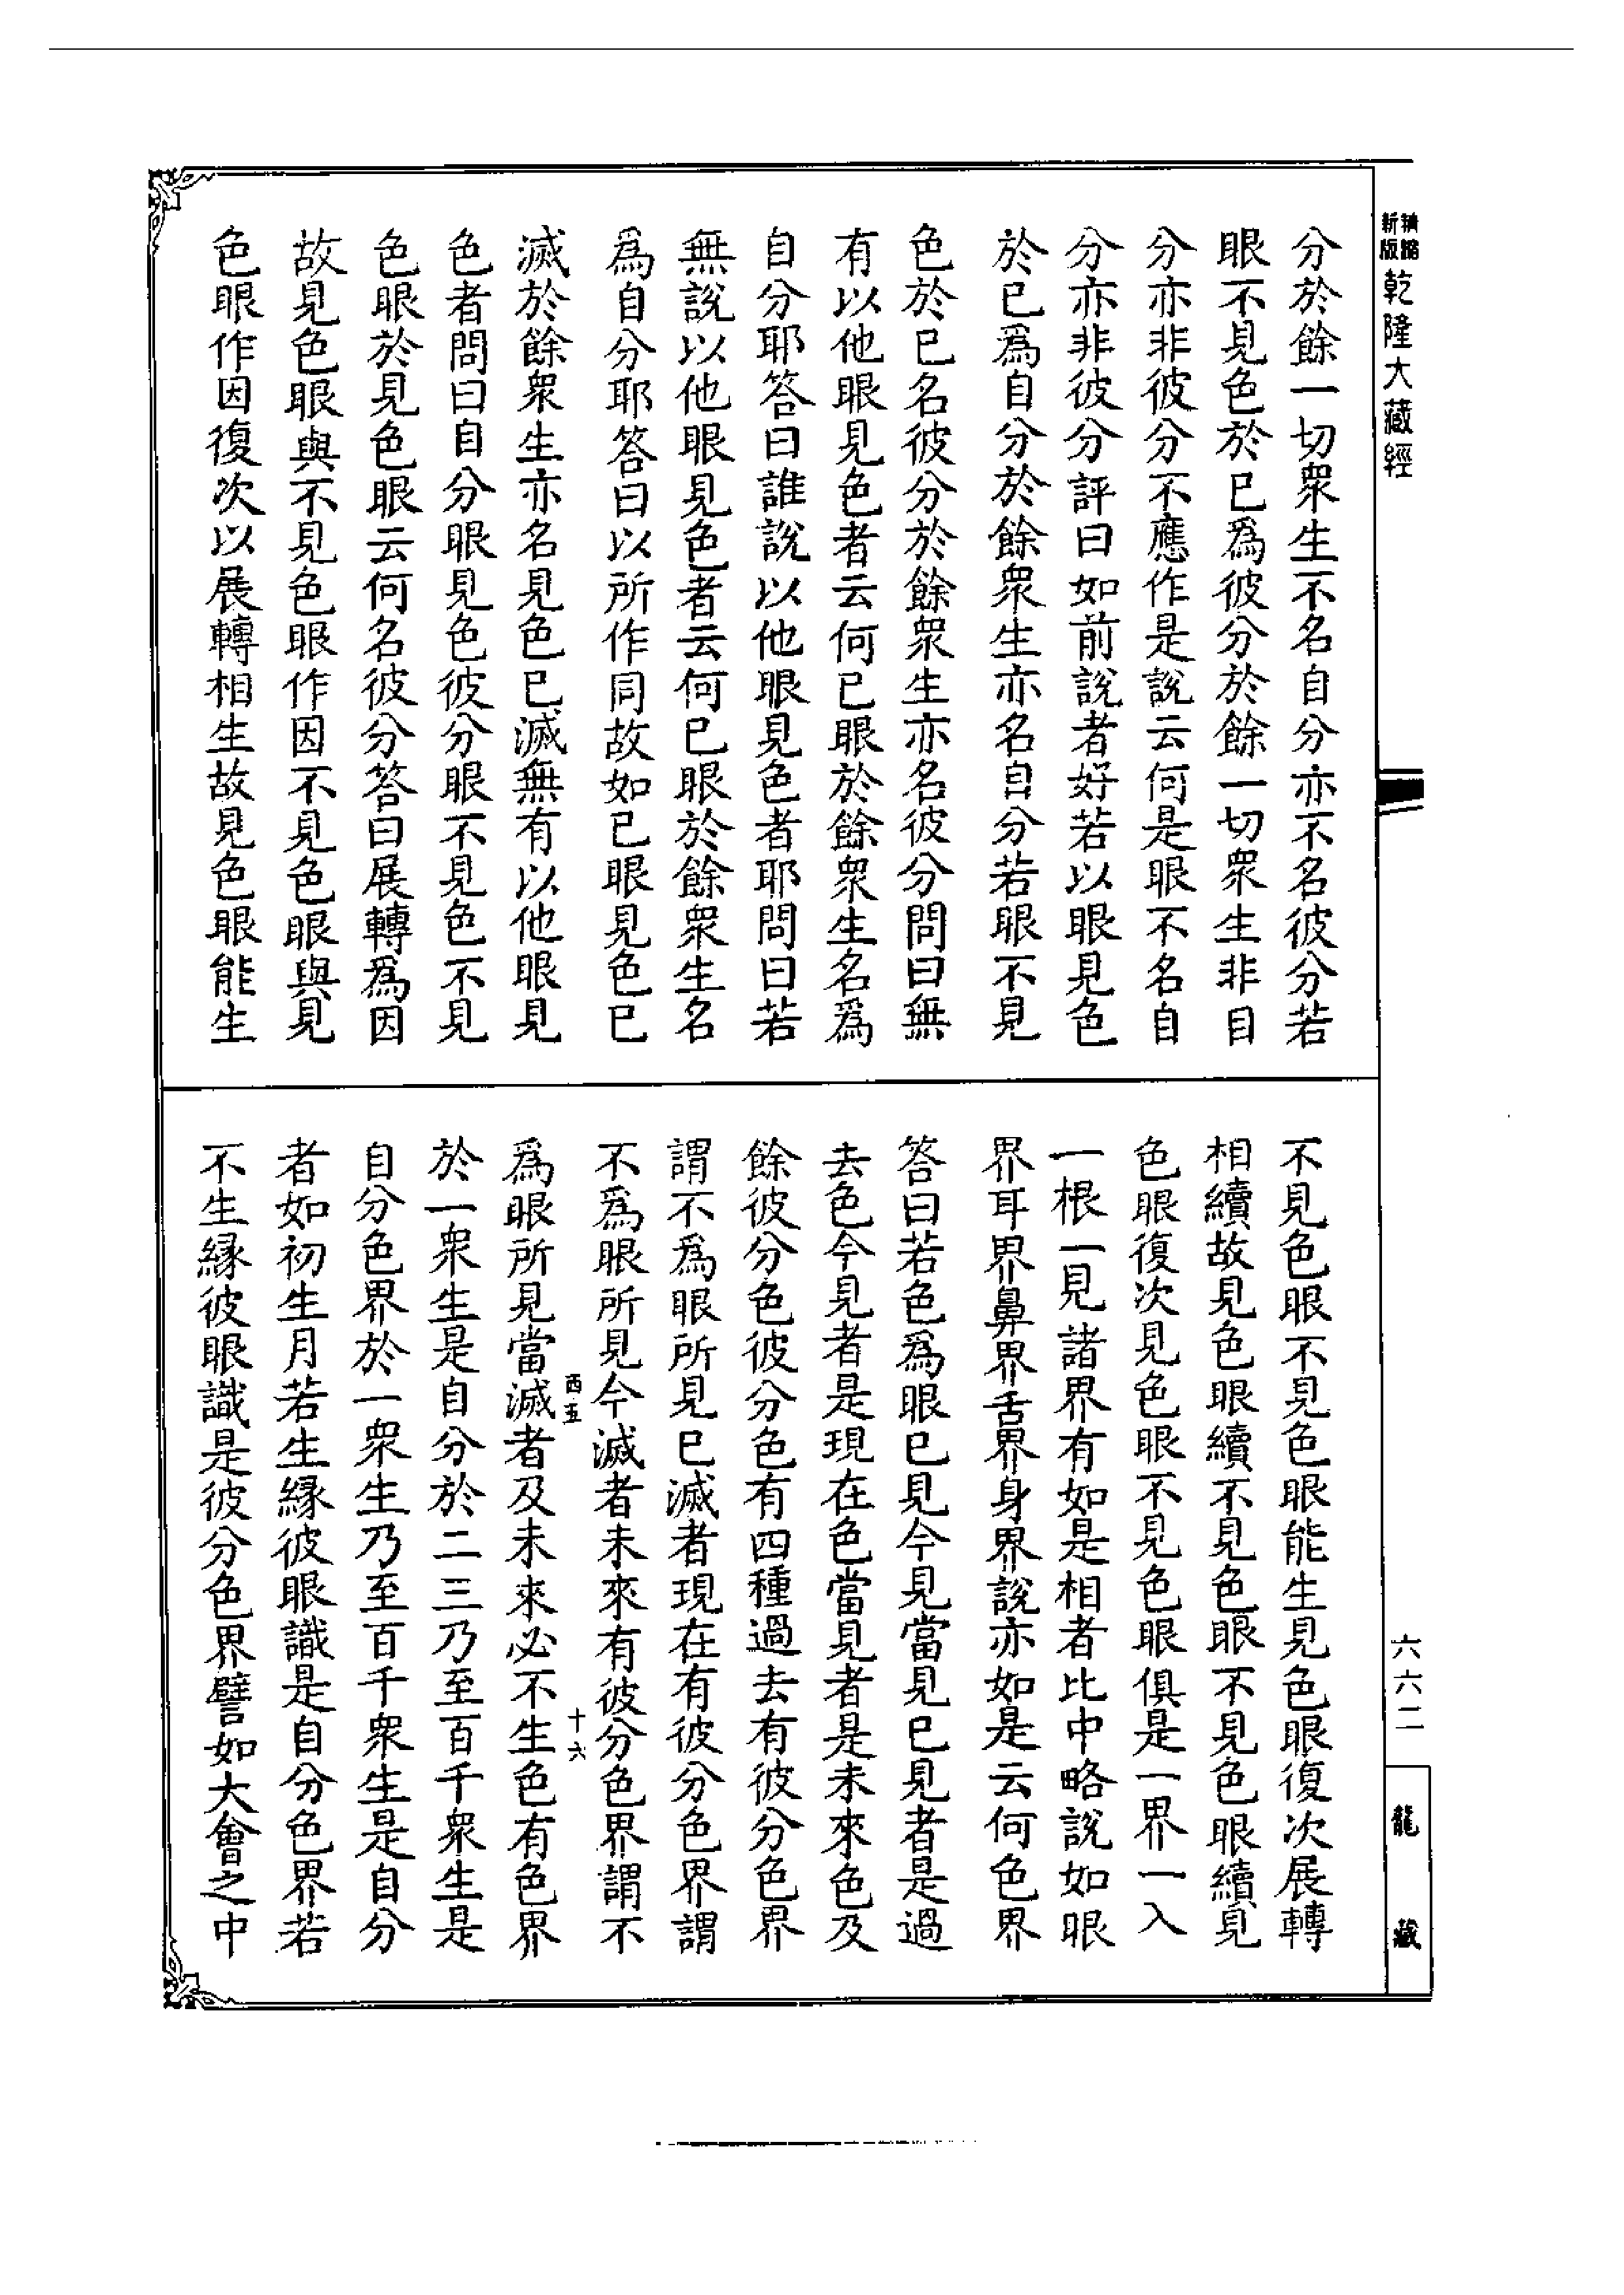 新版精縮
乾隆大藏經
分於餘一切衆生不名自分亦不名彼分若
眼不見色於已爲彼分於餘一切衆生非自
分亦非彼分不應作是說云何是眼不名自
分亦非彼分評曰如前說者好若以眼見色
於已爲自分於餘衆生亦名自分若眼不見
色於已名彼分於餘衆生亦名彼分問曰無
有以他眼見色者云何已眼於餘衆生名爲
自分耶答曰誰說以他眼見色者耶問曰若
無說以他眼見色者云何已眼於餘衆生名
爲自分耶答曰以所作同故如已眼見色已
滅於餘衆生亦名見色已滅無有以他眼見
色者問曰自分眼見色彼分眼不見色不見
色眼於見色眼云何名彼分答曰展轉爲因
故見色眼與不見色眼作因不見色眼與見
色眼作因復次以展轉相生故見色眼能生
不見色眼不見色眼能生見色眼復次展轉
相續故見色眼續不見色眼不見色眼續見
色眼復次見色眼不見色眼俱是一界一入
一根一見諸界有如是相者比中略說如眼
界耳界鼻界舌界身界說亦如是云何色界
答曰若色爲眼已見今見當見已見者是過
去色今見者是現在色當見者是未來色及
餘彼分色彼分色有四種過去有彼分色界
謂不爲眼所見已滅者現在有彼分色界謂
不爲眼所見今滅者未來有彼分色界謂不
西五
十六
爲眼所見當滅者及未來必不生色有色界
於一衆生是自分於二三乃至百千衆生是
自分色界於一衆生乃至百千衆生是自分
者如初生月若生緣彼眼識是自分色界若
不生緣彼眼識是彼分色界譬如大會之中
六六二
龍藏